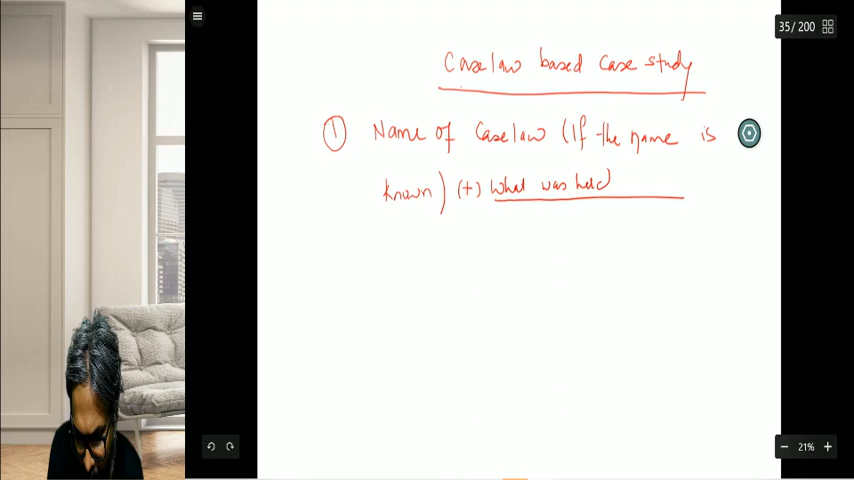 35/200
Caselaw based case study
① Name of Caselaw (If the name is
known) (+) What was held
21%